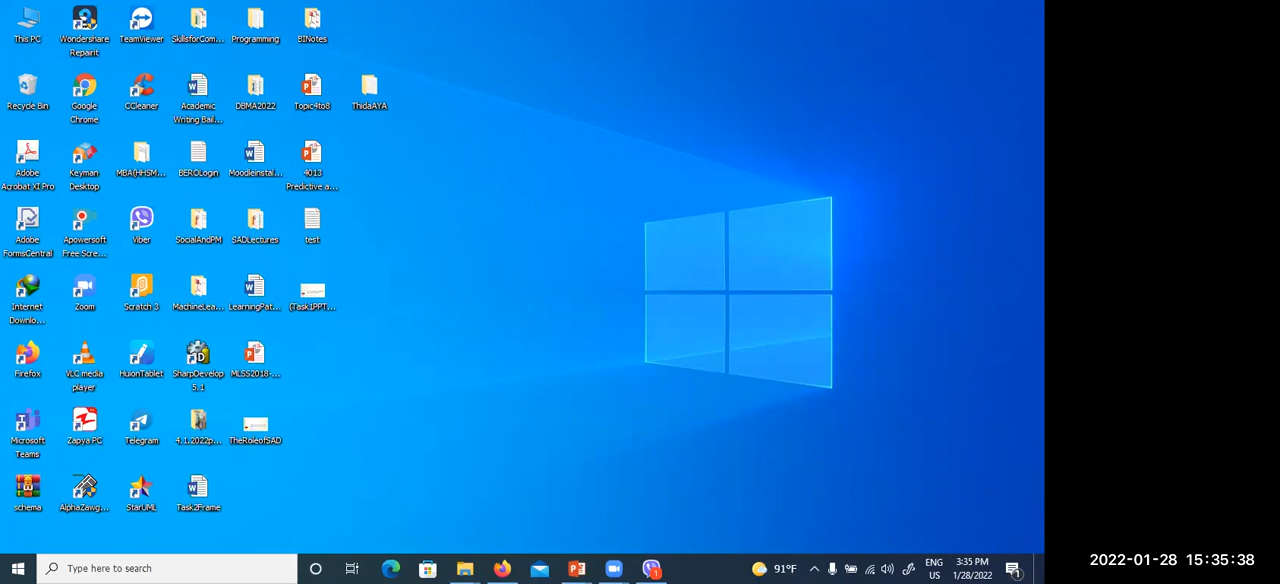 This PC
Wondershare
Repairit
TeamViewer
SkillsforCom...
Programming
BINotes
Recycle Bin
Google
Chrome
CCleaner
Academic
Writing Bail...
DBMA2022
Topic4to8
ThidaAYA
Adobe
Acrobat XI Pro
Keyman
Desktop
MBA(HHSM...
BEROLogin
Moodleinstal...
4013
Predictive a...
Adobe
FormsCentral
Apowersoft
Free Scre...
Viber
SocialAndPM
SADLectures
test
Internet
Downlo...
Zoom
Scratch 3
MachineLea...
LearningPat...
(Task1PPT...
Firefox
VLC media
player
HuionTablet
SharpDevelop
5.1
MLSS2018-...
Microsoft
Teams
Zapya PC
Telegram
4.1.2022p...
TheRoleofSAD
schema
AlphaZawg...
StarUML
Task2Frame
Type here to search
91°F
ENG
US
3:35 PM
1/28/2022
2022-01-28 15:35:38